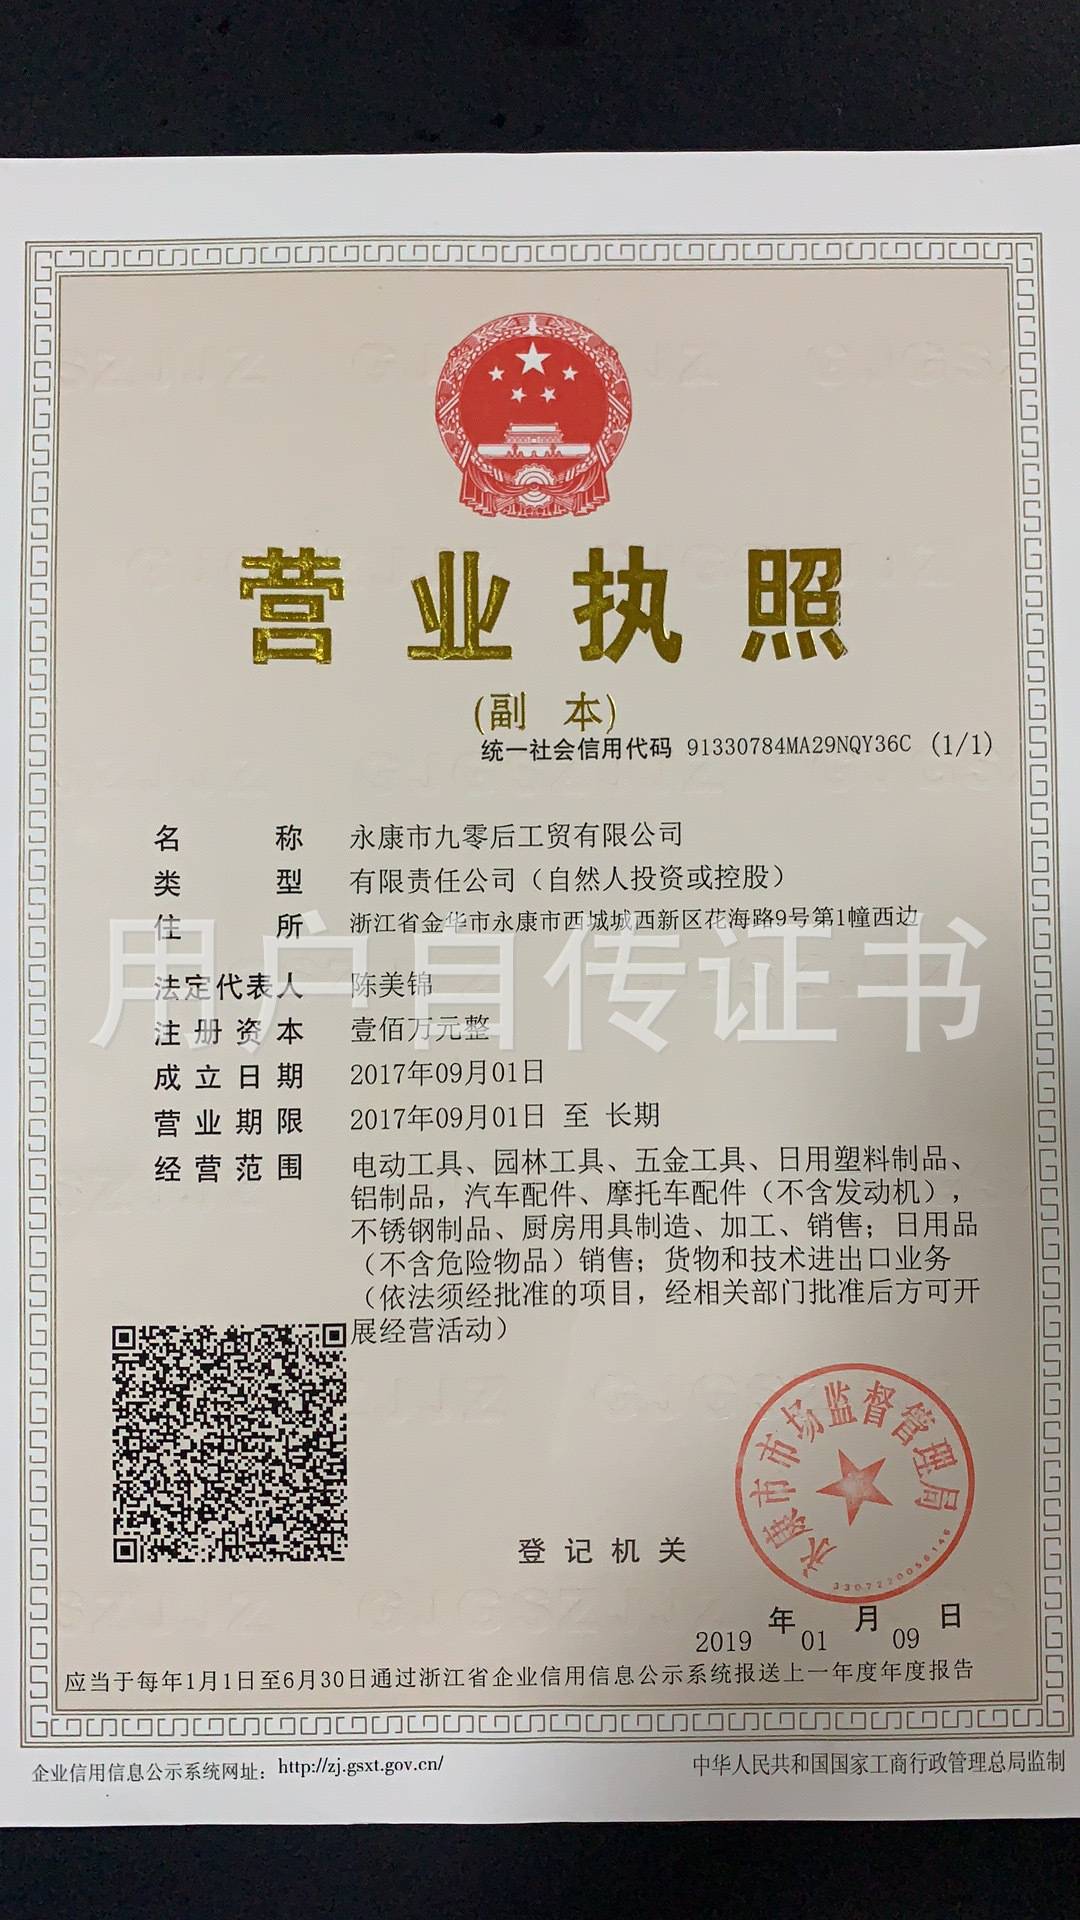 营业执照
(副 本)
统一社会信用代码 91330784MA29NQY36C (1/1)
名称 永康市九零后工贸有限公司
类型 有限责任公司（自然人投资或控股）
住所 浙江省金华市永康市西城城西新区花海路9号第1幢西边
用户自传证书
法定代表人 陈美锦
注册资本 壹佰万元整
成立日期 2017年09月01日
营业期限 2017年09月01日 至 长期
经营范围 电动工具、园林工具、五金工具、日用塑料制品、
铝制品，汽车配件、摩托车配件（不含发动机），
不锈钢制品、厨房用具制造、加工、销售；日用品
（不含危险物品）销售；货物和技术进出口业务
（依法须经批准的项目，经相关部门批准后方可开
展经营活动）
永康市市场监督管理局
3307220056146
登记机关
2019年01月09日
应当于每年1月1日至6月30日通过浙江省企业信用信息公示系统报送上一年度年度报告
企业信用信息公示系统网址：http://zj.gsxt.gov.cn/
中华人民共和国国家工商行政管理总局监制